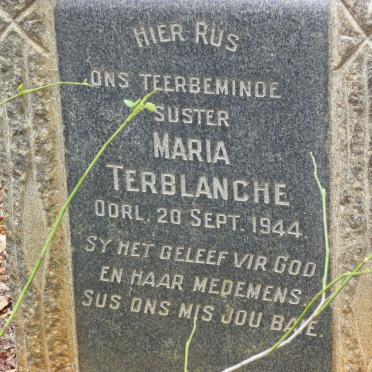 HIER RUS
ONS TEERBEMINDE
SUSTER
MARIA
TERBLANCHE
OORL. 20 SEPT. 1944.
SY HET GELEEF VIR GOD
EN HAAR MEDEMENS.
SUS ONS MIS JOU BAIE.